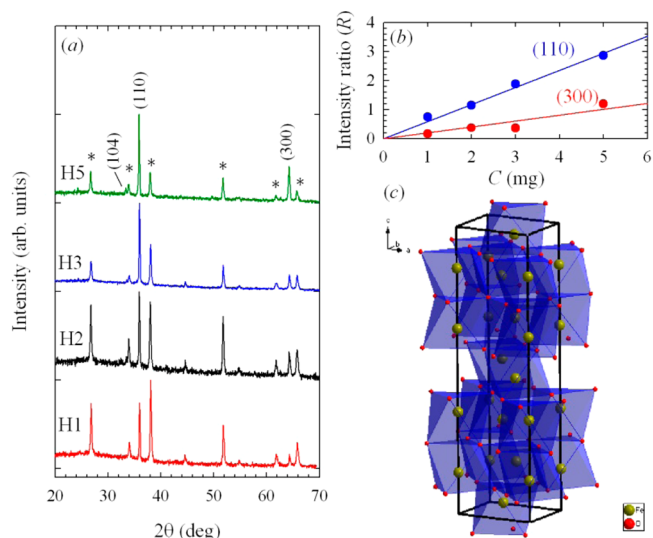 (a)
(110)
(104)
(300)
* * * * * *
H5
H3
H2
H1
Intensity (arb. units)
20 30 40 50 60 70
2θ (deg)
(b)
(110)
(300)
Intensity ratio (R)
4
3
2
1
0
0 1 2 3 4 5 6
C (mg)
(c)
c
b
a
Fe
O